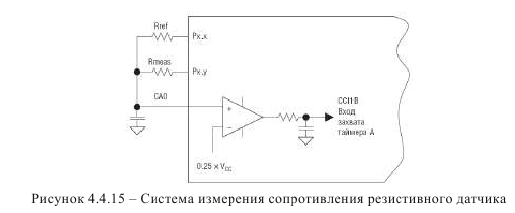 Rref
Px.x
Rmeas.
Px.y
CA0
CCI1B
Вход
захвата
таймера A
+
−
0.25 × VCC
Рисунок 4.4.15 – Система измерения сопротивления резистивного датчика